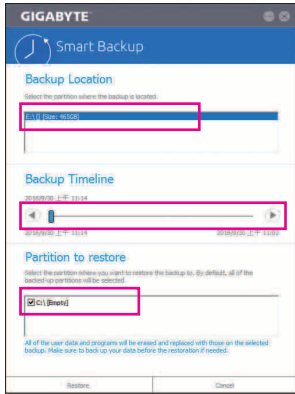 GIGABYTE
Smart Backup
Backup Location
Select the partition where the backup is located.
E:\ [] [Size: 465GB]
Backup Timeline
2016/9/30 上午 11:14
2016/9/30 上午 11:14
2016/9/30 上午 11:03
Partition to restore
Select the partition where you want to restore the backup to. By default, all of the
backed-up partitions will be selected.
C:\ [Empty]
All of the user data and programs will be erased and replaced with those on the selected
backup. Make sure to back up your data before the restoration if needed.
Restore
Cancel